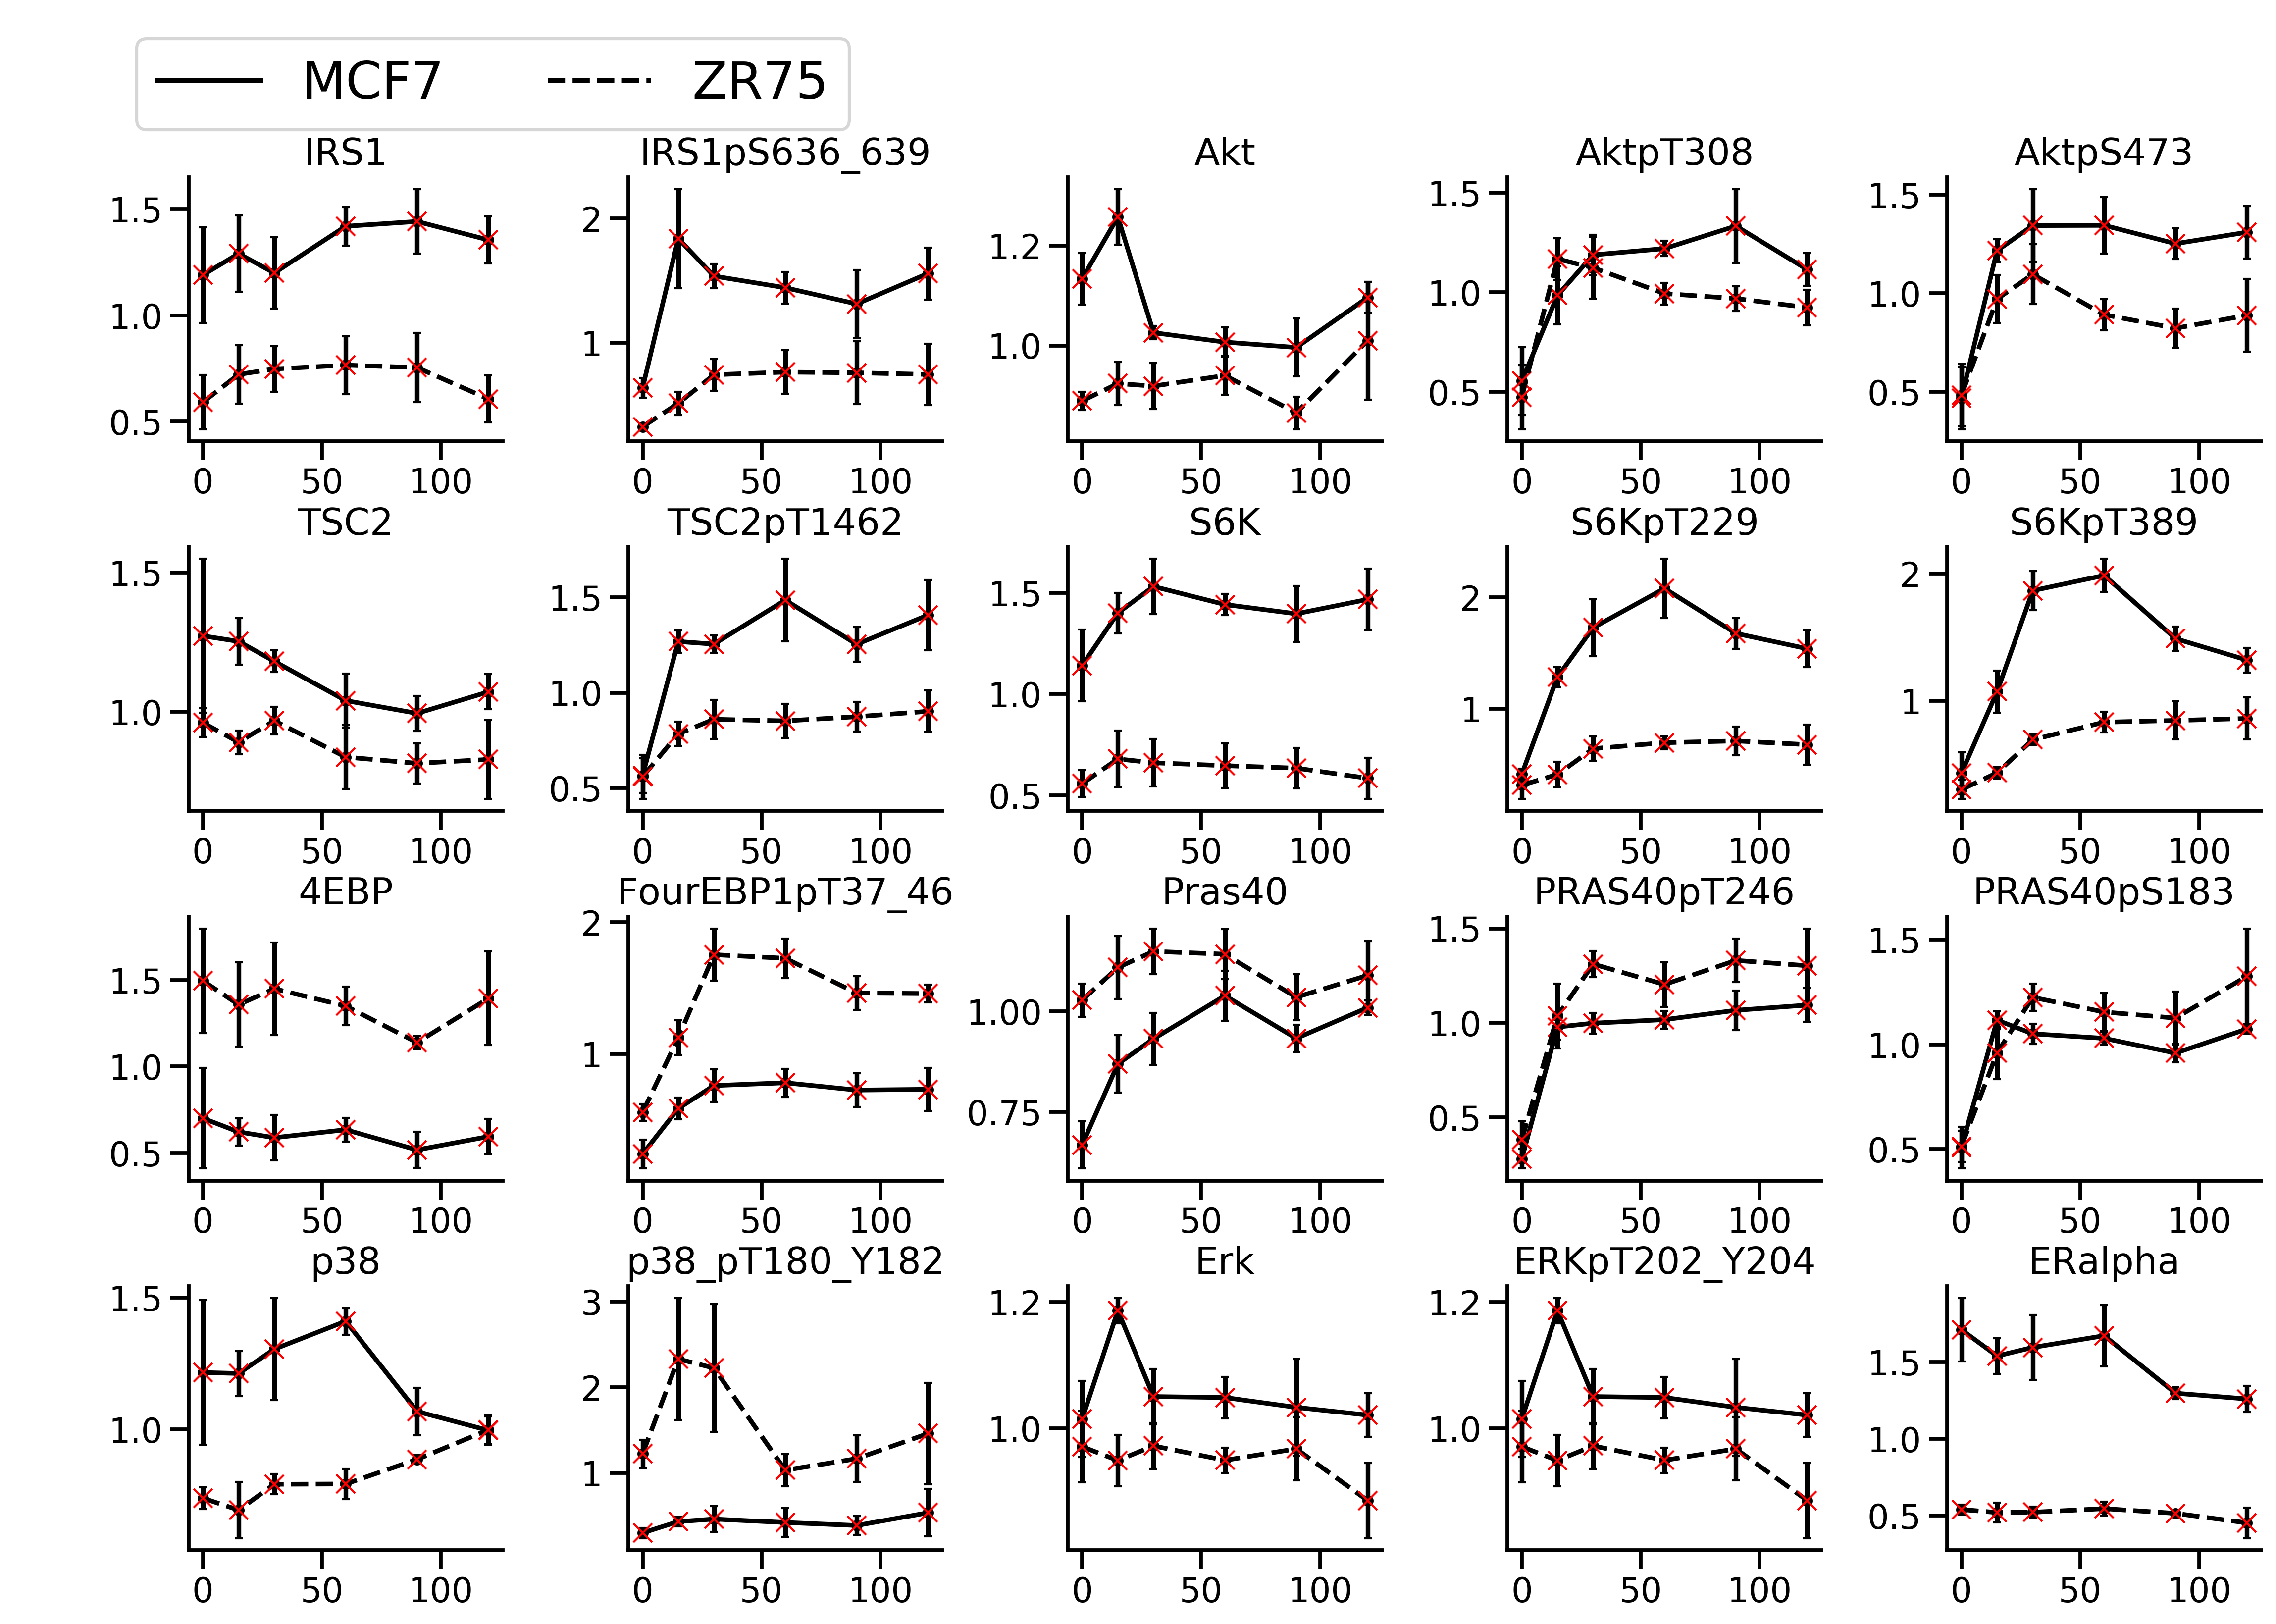 MCF7 ZR75
IRS1 IRS1pS636_639 Akt AktpT308 AktpS473
1.5 1.0 0.5 2 1 1.2 1.0 1.5 1.0 0.5 1.5 1.0 0.5
0 50 100 0 50 100 0 50 100 0 50 100 0 50 100
TSC2 TSC2pT1462 S6K S6KpT229 S6KpT389
1.5 1.0 1.5 1.0 0.5 1.5 1.0 0.5 2 1 2 1
0 50 100 0 50 100 0 50 100 0 50 100 0 50 100
4EBP FourEBP1pT37_46 Pras40 PRAS40pT246 PRAS40pS183
1.5 1.0 0.5 2 1 1.00 0.75 1.5 1.0 0.5 1.5 1.0 0.5
0 50 100 0 50 100 0 50 100 0 50 100 0 50 100
p38 p38_pT180_Y182 Erk ERKpT202_Y204 ERalpha
1.5 1.0 3 2 1 1.2 1.0 1.2 1.0 1.5 1.0 0.5
0 50 100 0 50 100 0 50 100 0 50 100 0 50 100